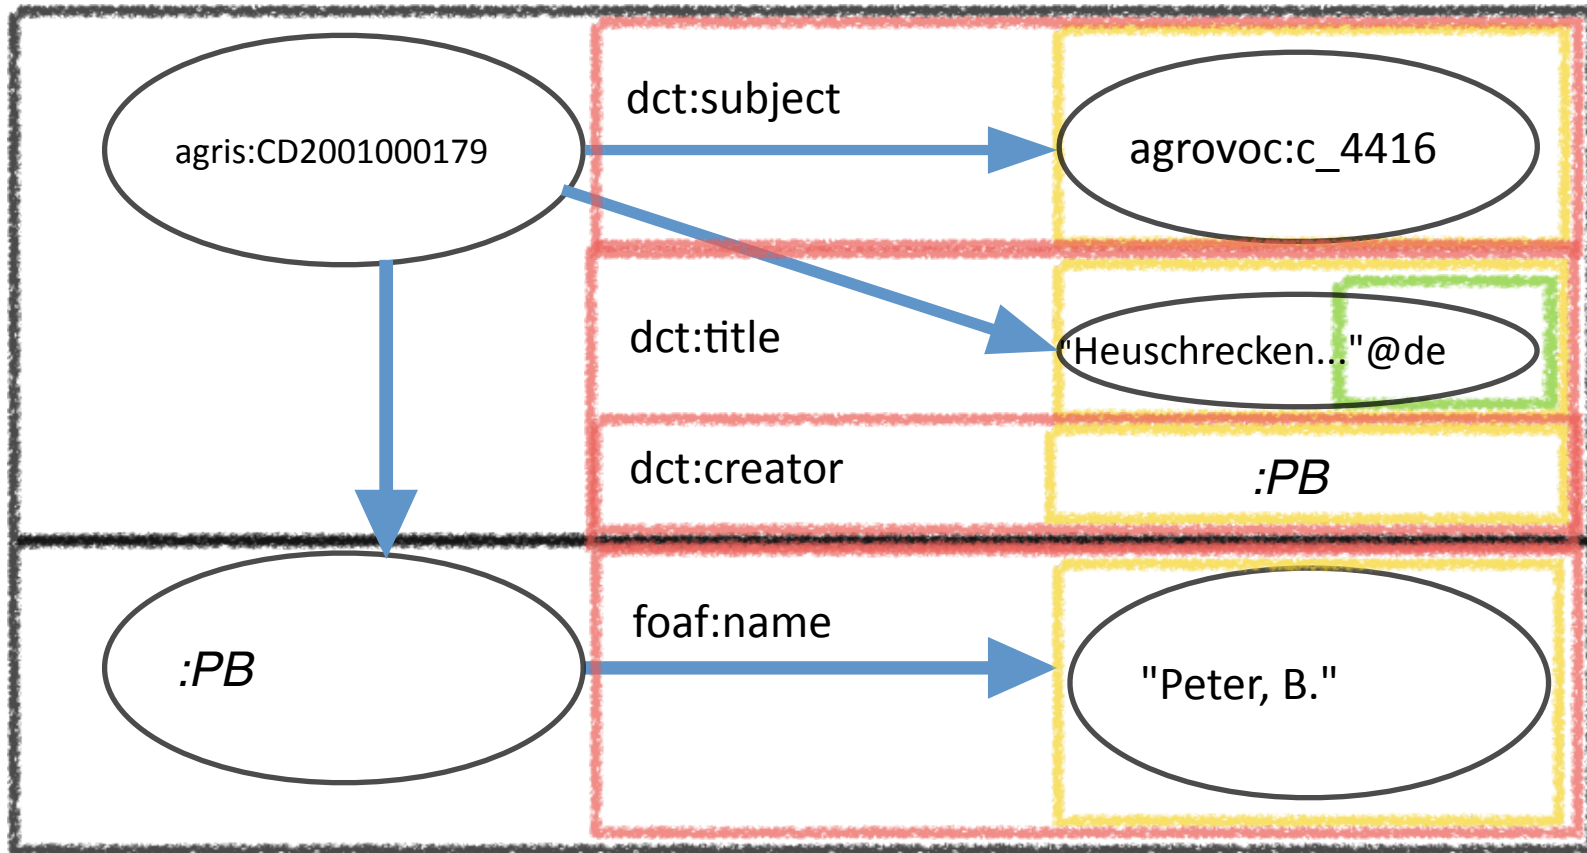 agris:CD2001000179
dct:subject
agrovoc:c_4416
dct:title
"Heuschrecken..."@de
dct:creator
:PB
:PB
foaf:name
"Peter, B."